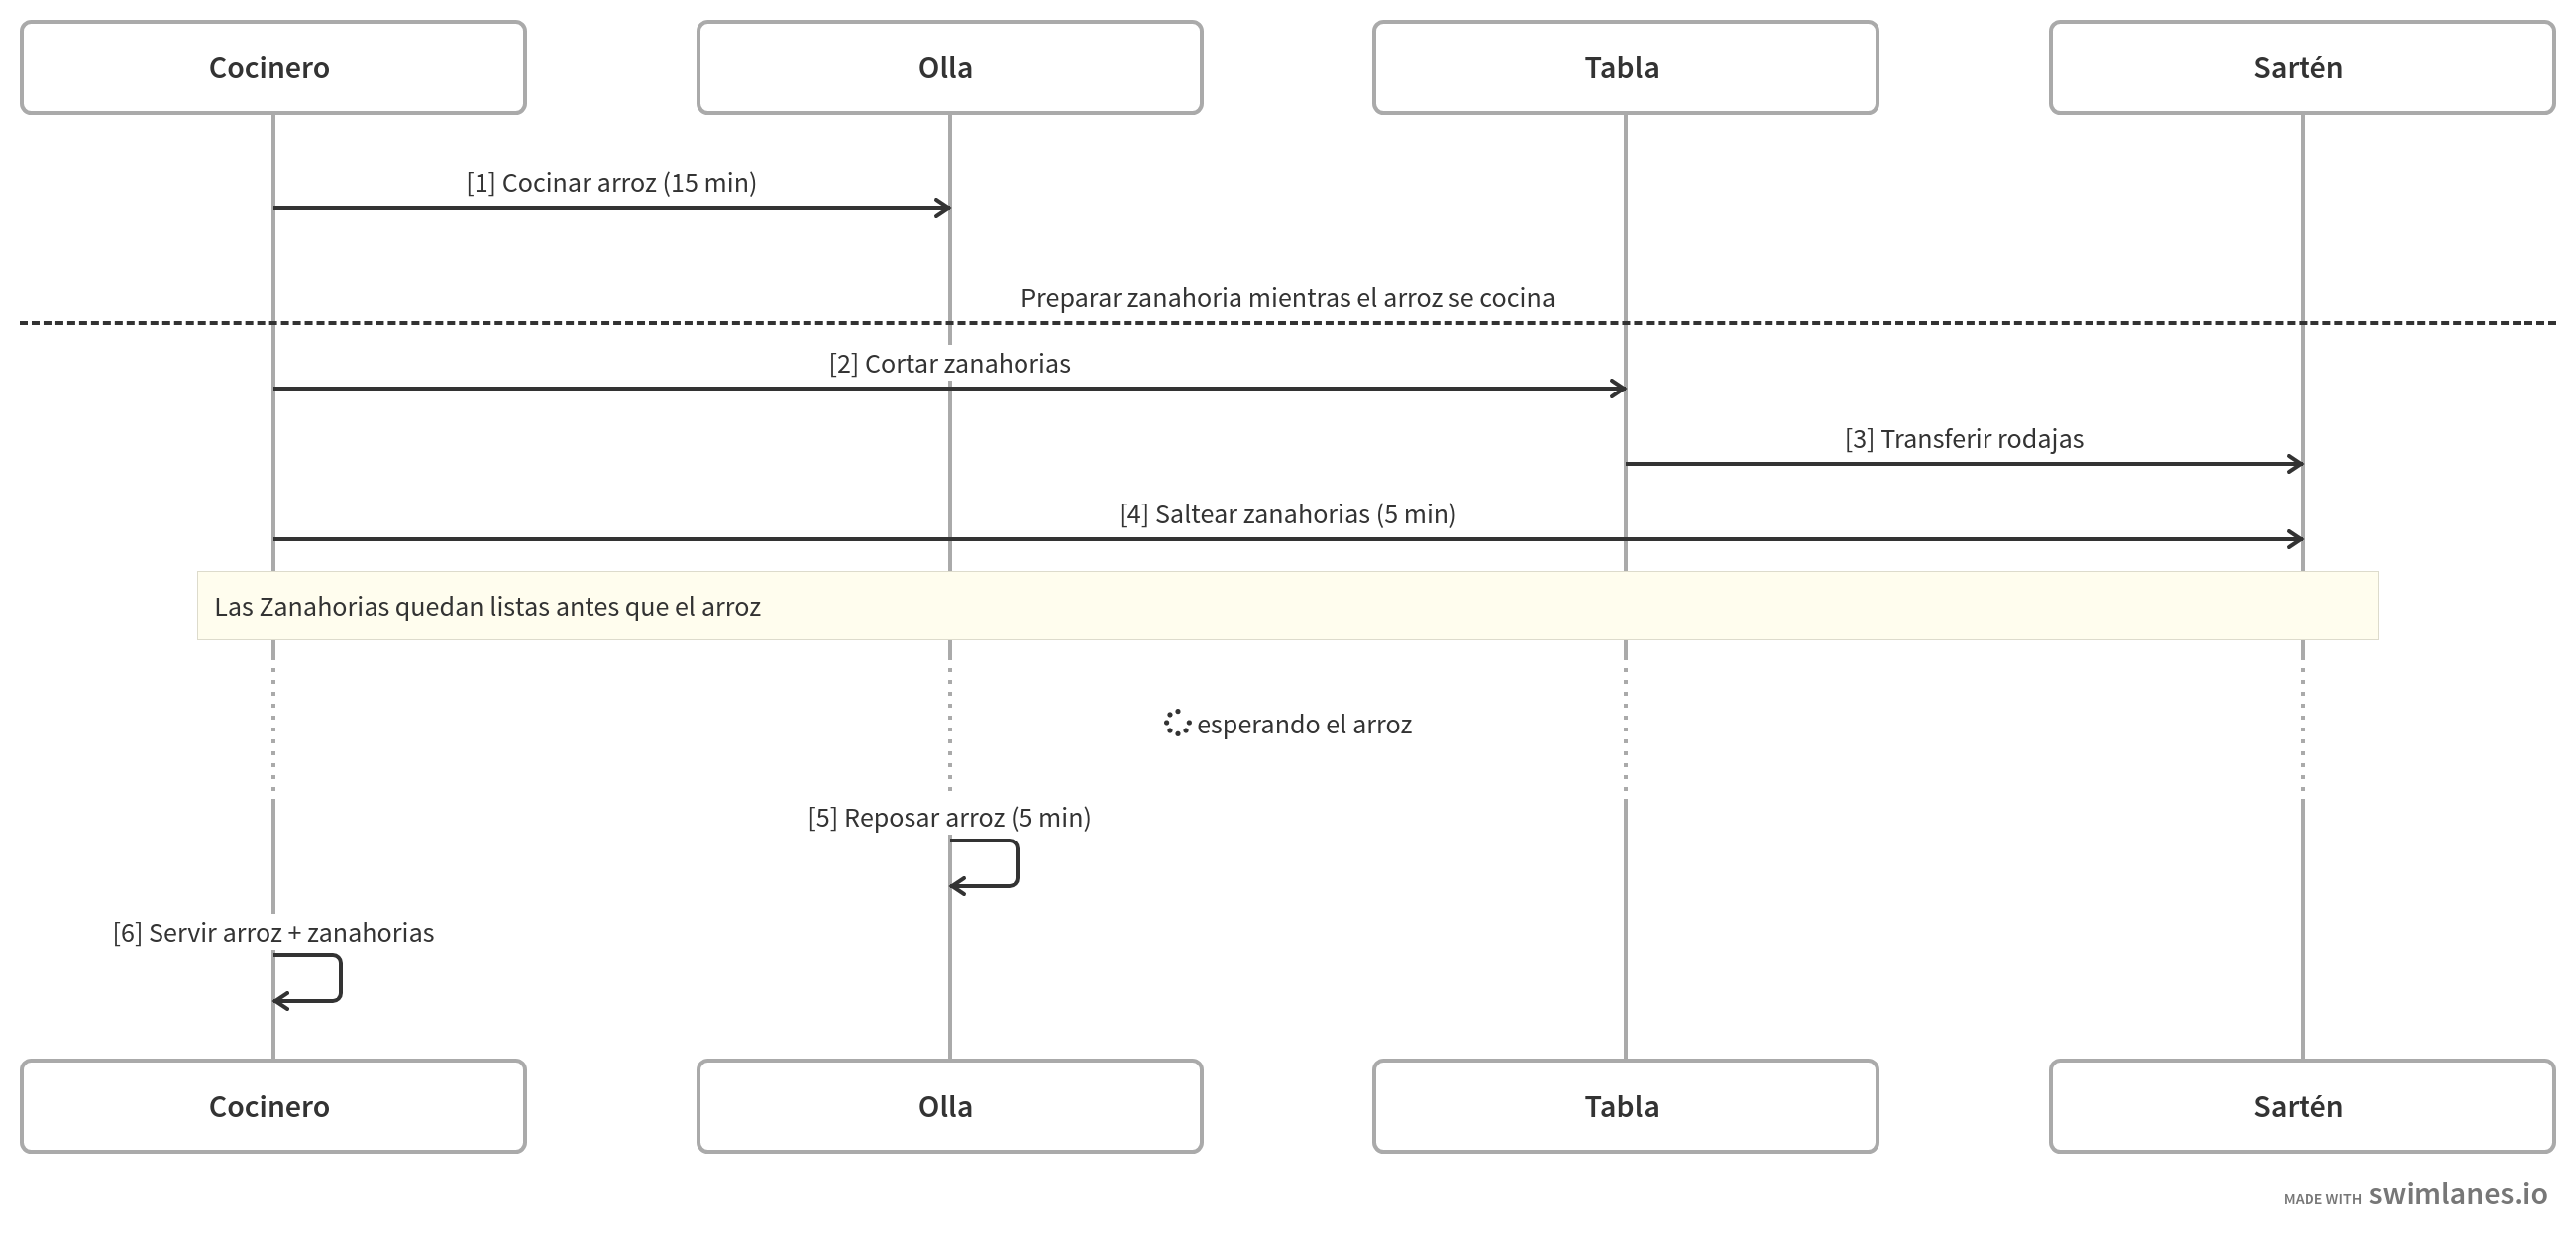 Cocinero
Olla
Tabla
Sartén
[1] Cocinar arroz (15 min)
Preparar zanahoria mientras el arroz se cocina
[2] Cortar zanahorias
[3] Transferir rodajas
[4] Saltear zanahorias (5 min)
Las Zanahorias quedan listas antes que el arroz
esperando el arroz
[5] Reposar arroz (5 min)
[6] Servir arroz + zanahorias
Cocinero
Olla
Tabla
Sartén
MADE WITH swimlanes.io